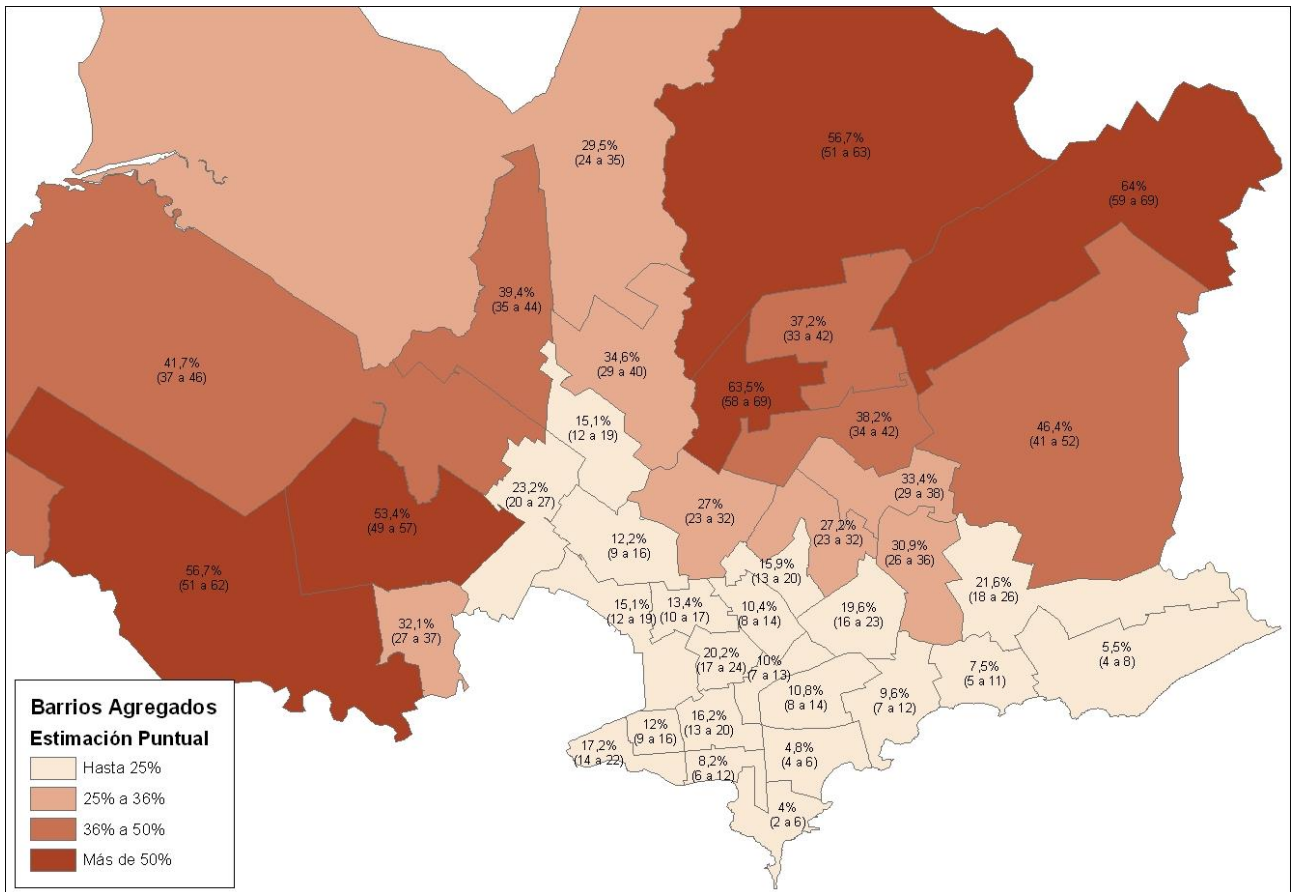 56,7%
(51 a 63)
29,5%
(24 a 35)
64%
(59 a 69)
39,4%
(35 a 44)
37,2%
(33 a 42)
41,7%
(37 a 46)
34,6%
(29 a 40)
63,5%
(58 a 69)
15,1%
(12 a 19)
38,2%
(34 a 42)
46,4%
(41 a 52)
23,2%
(20 a 27)
27%
(23 a 32)
33,4%
(29 a 38)
53,4%
(49 a 57)
27,2%
(23 a 32)
12,2%
(9 a 16)
30,9%
(26 a 36)
15,9%
(13 a 20)
56,7%
(51 a 62)
21,6%
(18 a 26)
15,1%
(12 a 19)
13,4%
(10 a 17)
10,4%
(8 a 14)
19,6%
(16 a 23)
32,1%
(27 a 37)
5,5%
(4 a 8)
20,2%
(17 a 24)
10%
(7 a 13)
7,5%
(5 a 11)
10,8%
(8 a 14)
9,6%
(7 a 12)
16,2%
(13 a 20)
12%
(9 a 16)
17,2%
(14 a 22)
4,8%
(4 a 6)
8,2%
(6 a 12)
4%
(2 a 6)
Barrios Agregados
Estimación Puntual
Hasta 25%
25% a 36%
36% a 50%
Más de 50%